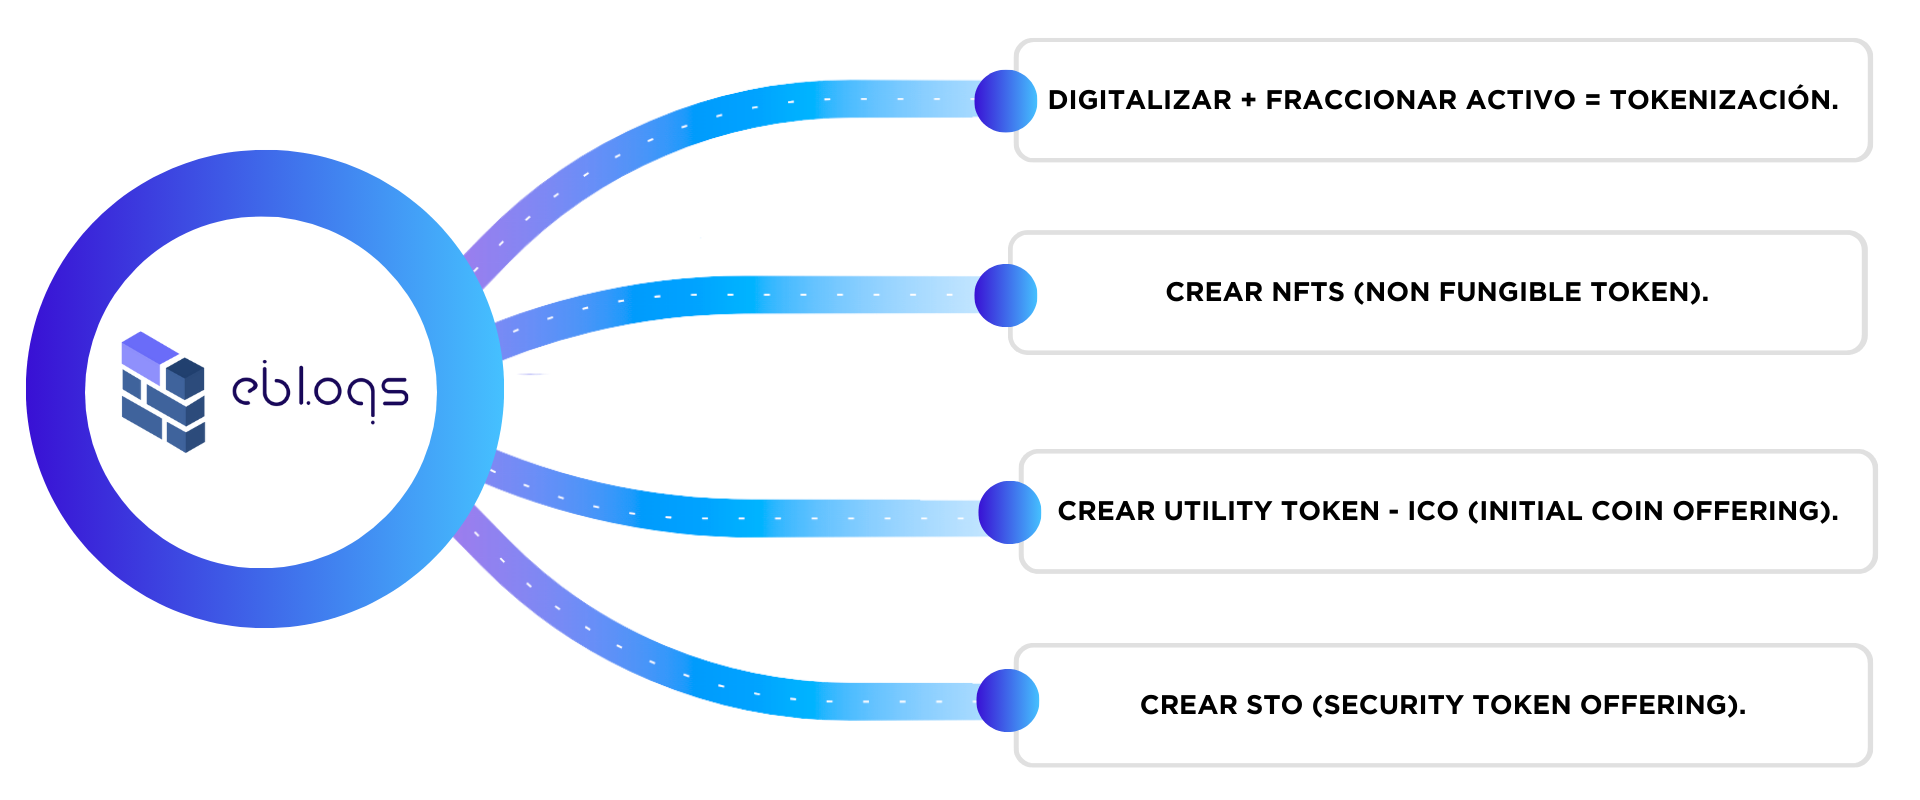 DIGITALIZAR + FRACCIONAR ACTIVO = TOKENIZACIÓN.
CREAR NFTS (NON FUNGIBLE TOKEN).
ebloqs
CREAR UTILITY TOKEN - ICO (INITIAL COIN OFFERING).
CREAR STO (SECURITY TOKEN OFFERING).